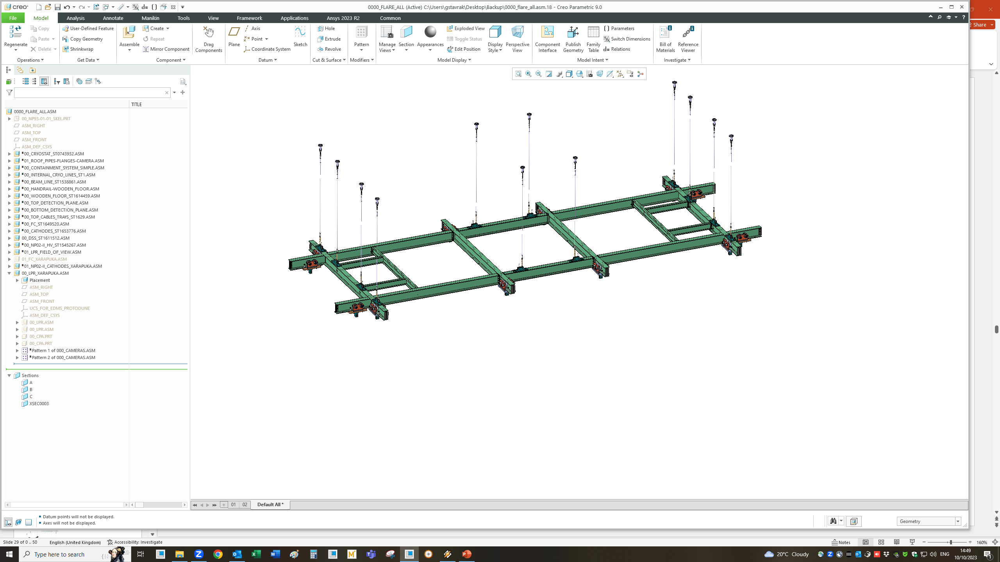 creo®
0000_FLARE_ALL (Active) C:\Users\gstavrak\Desktop\Backup\0000_flare_all.asm.18 - Creo Parametric 9.0
File Model Analysis Annotate Manikin Tools View Framework Applications Ansys 2023 R2 Common
Share
Regenerate
Copy
Paste
Delete
Operations
User-Defined Feature
Copy Geometry
Shrinkwrap
Get Data
Assemble
Create
Repeat
Mirror Component
Component
Drag
Components
Plane
Axis
Point
Coordinate System
Sketch
Datum
Hole
Extrude
Revolve
Cut & Surface
Pattern
Modifiers
Manage
Views
Section
Appearances
Exploded View
Toggle Status
Edit Position
Display
Style
Perspective
View
Model Display
Component
Interface
Publish
Geometry
Family
Table
Parameters
Switch Dimensions
d= Relations
Model Intent
Bill of
Materials
Reference
Viewer
Investigate
TITLE
0000_FLARE_ALL.ASM
00_NP93-01-01_SKEL.PRT
ASM_RIGHT
ASM_TOP
ASM_FRONT
ASM_DEF_CSYS
00_CRYOSTAT_ST0743932.ASM
01_ROOF_PIPES-FLANGES-CAMERA.ASM
00_CONTAINMENT_SYSTEM_SIMPLE.ASM
00_INTERNAL_CRYO_LINES_ST1.ASM
00_BEAM_LINE_ST1538861.ASM
00_HANDRAIL-WOODEN_FLOOR.ASM
00_WOODEN_FLOOR_ST1614459.ASM
00_TOP_DETECTION_PLANE.ASM
00_BOTTOM_DETECTION_PLANE.ASM
00_TOP_CABLES_TRAYS_ST1629.ASM
00_FC_ST1649520.ASM
00_CATHODES_ST1653776.ASM
00_DSS_ST1611512.ASM
00_NP02-II_HV_ST1545267.ASM
01_LPR_FIELD_OF_VIEW.ASM
01_FC_XARAPUKA.ASM
01_NP02-II_CATHODES_XARAPUKA.ASM
00_LPR_XARAPUKA.ASM
Placement
ASM_RIGHT
ASM_TOP
ASM_FRONT
UCS_FOR_EDMS_PROTODUNE
ASM_DEF_CSYS
00_LPR.ASM
00_LPR.ASM
00_CPA.PRT
00_CPA.PRT
Pattern 1 of 000_CAMERAS.ASM
Pattern 2 of 000_CAMERAS.ASM
Sections
A
B
C
XSEC0003
01 02 Default All *
Datum points will not be displayed.
Axes will not be displayed.
Geometry
Slide 29 of 0 .. 50 English (United Kingdom) Accessibility: Investigate
Notes 160%
Type here to search
20°C Cloudy
ENG
14:49
10/10/2023